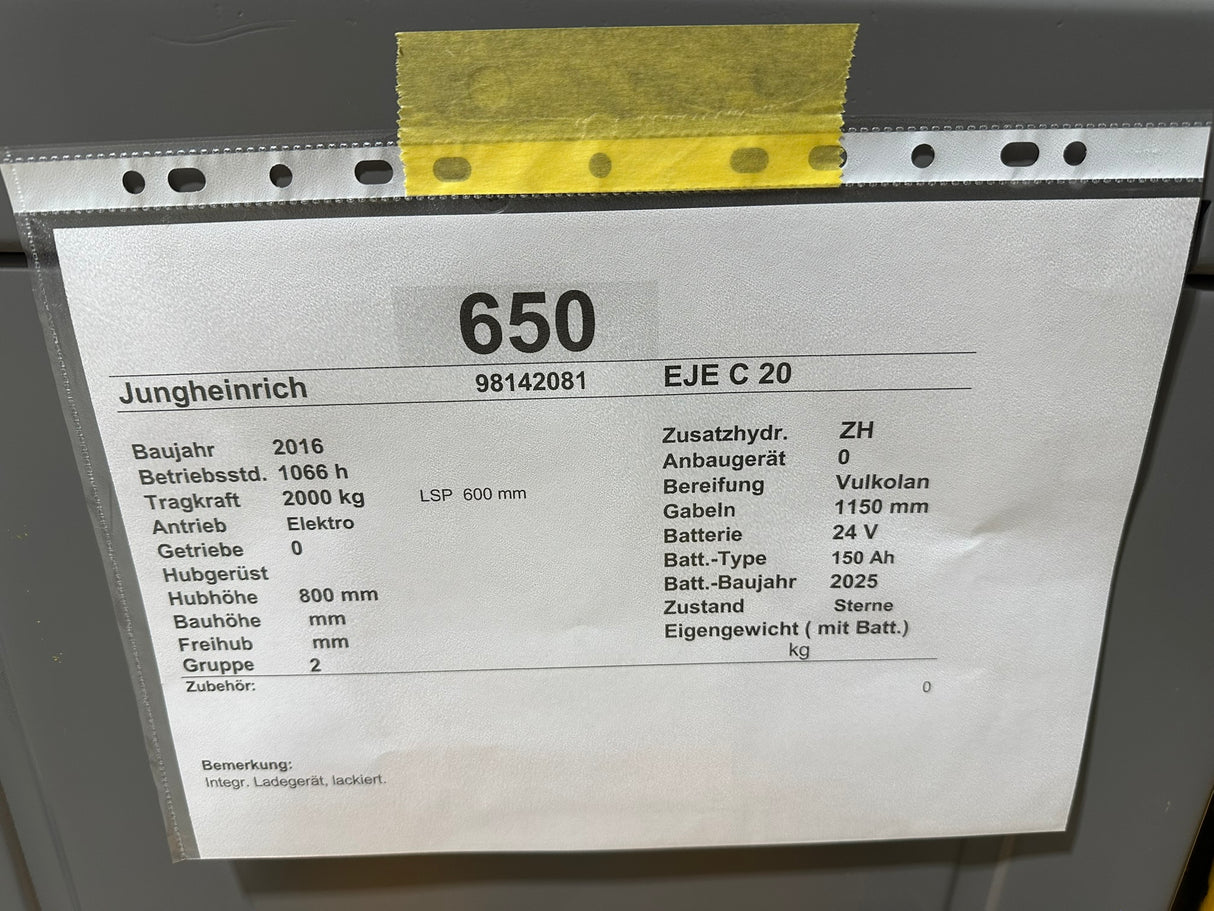 650
Jungheinrich 98142081 EJE C 20
Baujahr 2016 Zusatzhydr. ZH
Betriebsstd. 1066 h Anbaugerät 0
Tragkraft 2000 kg LSP 600 mm Bereifung Vulkolan
Antrieb Elektro Gabeln 1150 mm
Getriebe 0 Batterie 24 V
Hubgerüst Batt.-Type 150 Ah
Hubhöhe 800 mm Batt.-Baujahr 2025
Bauhöhe mm Zustand Sterne
Freihub mm Eigengewicht ( mit Batt.)
Gruppe 2 kg
Zubehör: 0
Bemerkung:
Integr. Ladegerät, lackiert.